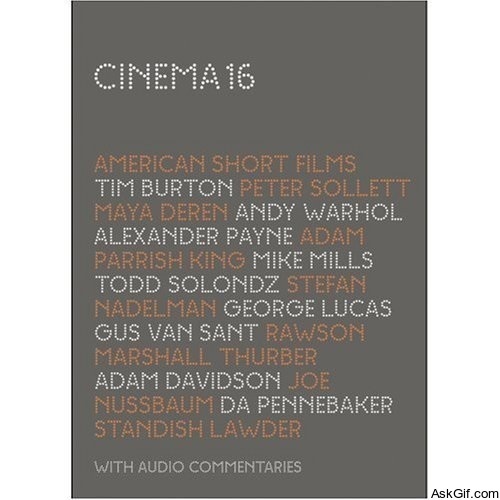 CINEMA16
AMERICAN SHORT FILMS
TIM BURTON PETER SOLLETT
MAYA DEREN ANDY WARHOL
ALEXANDER PAYNE ADAM
PARRISH KING MIKE MILLS
TODD SOLONDZ STEFAN
NADELMAN GEORGE LUCAS
GUS VAN SANT RAWSON
MARSHALL THURBER
ADAM DAVIDSON JOE
NUSSBAUM DA PENNEBAKER
STANDISH LAWDER
WITH AUDIO COMMENTARIES
AskGif.com